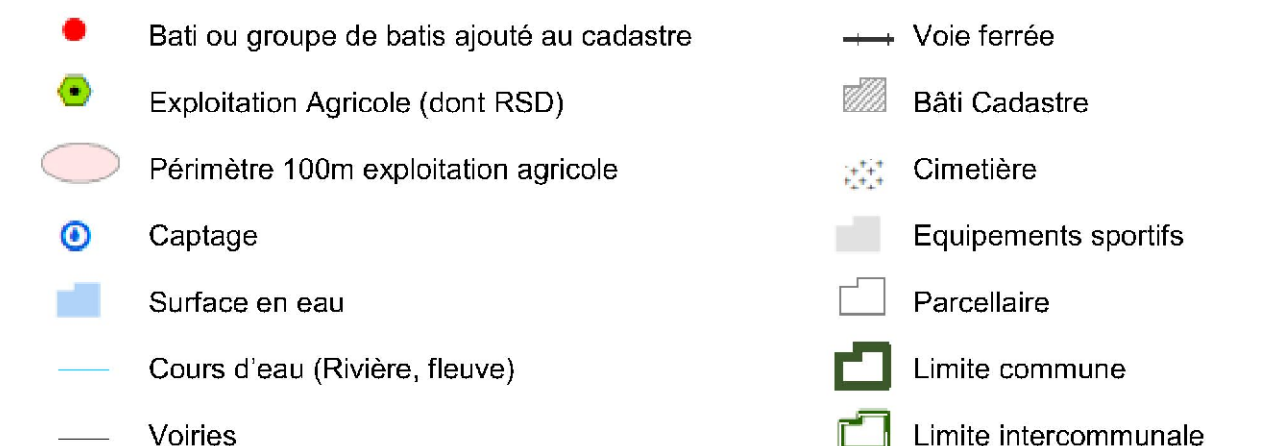 Bati ou groupe de batis ajouté au cadastre
Exploitation Agricole (dont RSD)
Périmètre 100m exploitation agricole
Captage
Surface en eau
Cours d'eau (Rivière, fleuve)
Voiries
Voie ferrée
Bâti Cadastre
Cimetière
Equipements sportifs
Parcellaire
Limite commune
Limite intercommunale